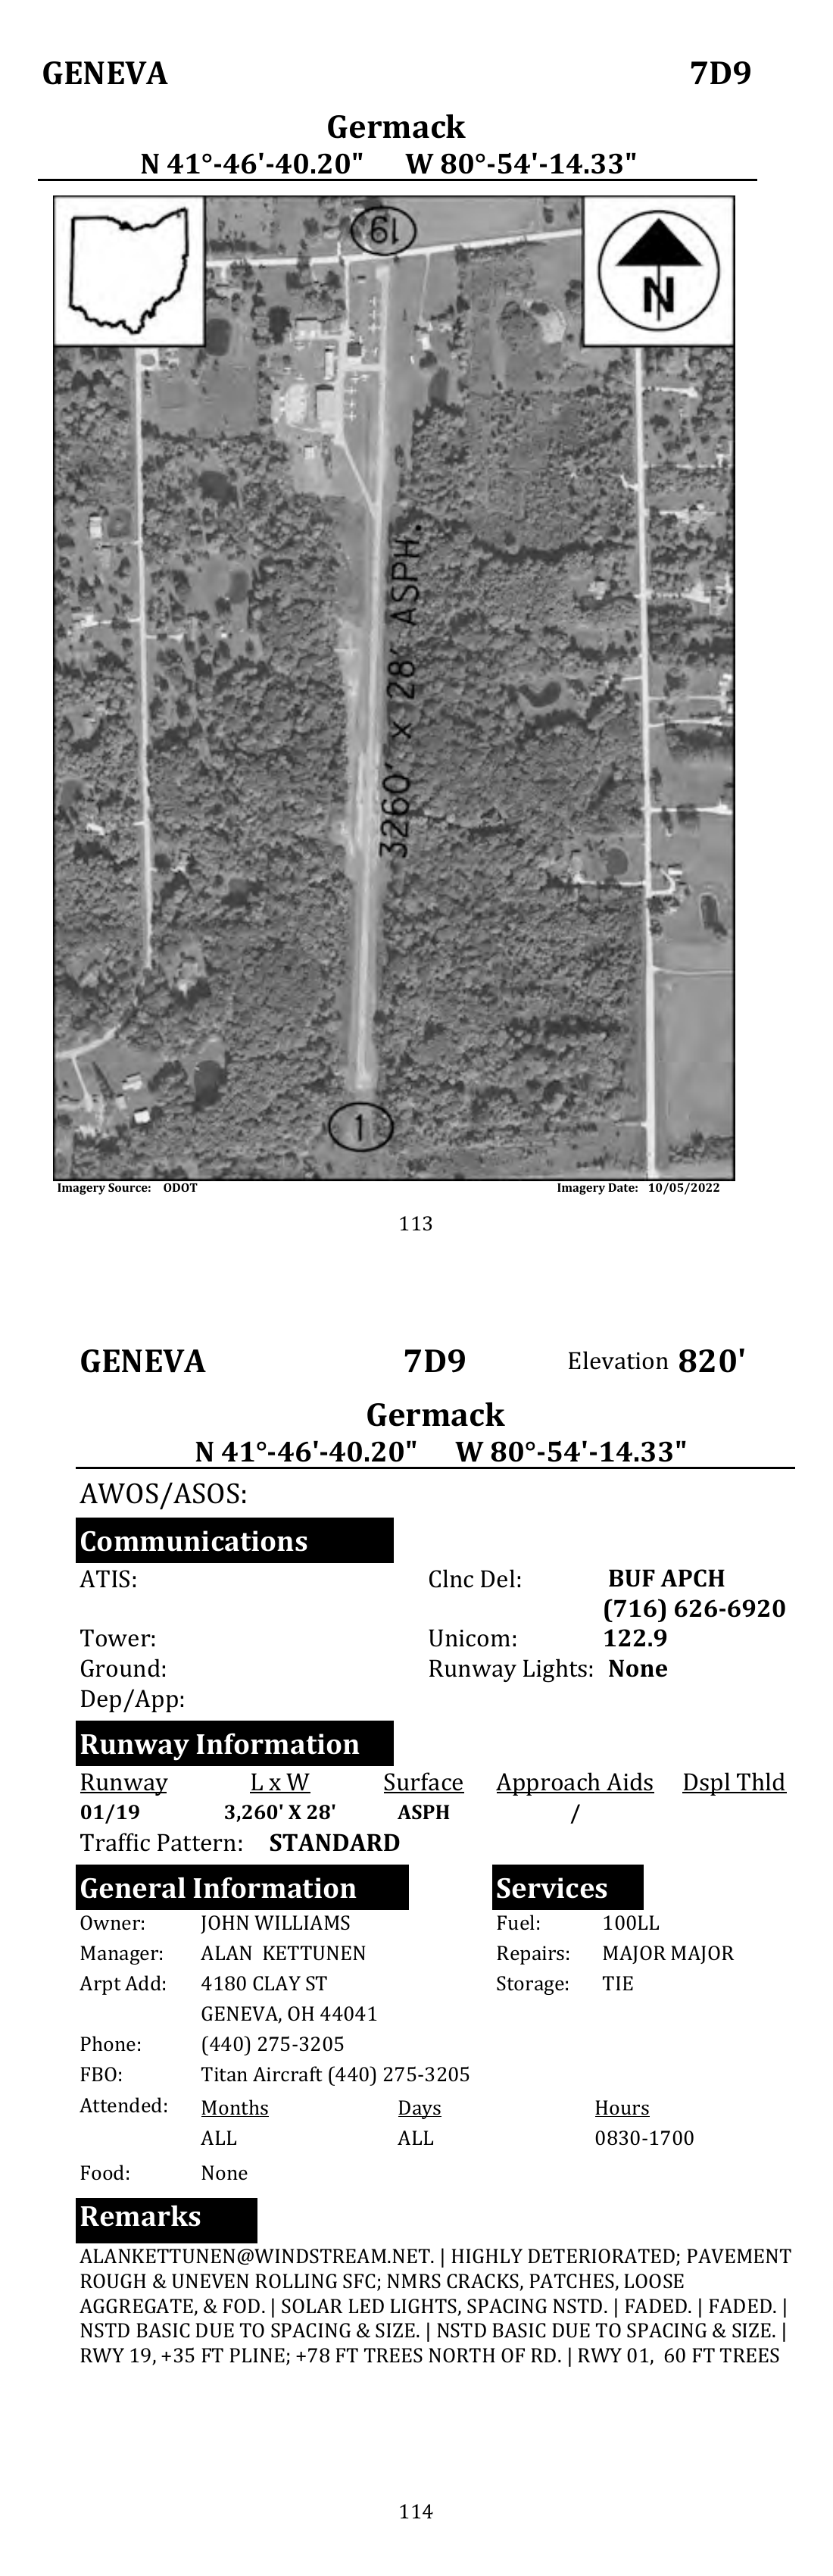 GENEVA 7D9
Germack
N 41°-46'-40.20" W 80°-54'-14.33"
19
N
3260' x 28' ASPH.
1
Imagery Source: ODOT Imagery Date: 10/05/2022
113
GENEVA 7D9 Elevation 820'
Germack
N 41°-46'-40.20" W 80°-54'-14.33"
AWOS/ASOS:
Communications
ATIS: Clnc Del: BUF APCH
(716) 626-6920
Tower: Unicom: 122.9
Ground: Runway Lights: None
Dep/App:
Runway Information
Runway L x W Surface Approach Aids Dspl Thld
01/19 3,260' X 28' ASPH /
Traffic Pattern: STANDARD
General Information Services
Owner: JOHN WILLIAMS Fuel: 100LL
Manager: ALAN KETTUNEN Repairs: MAJOR MAJOR
Arpt Add: 4180 CLAY ST Storage: TIE
GENEVA, OH 44041
Phone: (440) 275-3205
FBO: Titan Aircraft (440) 275-3205
Attended: Months Days Hours
ALL ALL 0830-1700
Food: None
Remarks
ALANKETTUNEN@WINDSTREAM.NET. | HIGHLY DETERIORATED; PAVEMENT
ROUGH & UNEVEN ROLLING SFC; NMRS CRACKS, PATCHES, LOOSE
AGGREGATE, & FOD. | SOLAR LED LIGHTS, SPACING NSTD. | FADED. | FADED. |
NSTD BASIC DUE TO SPACING & SIZE. | NSTD BASIC DUE TO SPACING & SIZE. |
RWY 19, +35 FT PLINE; +78 FT TREES NORTH OF RD. | RWY 01, 60 FT TREES
114